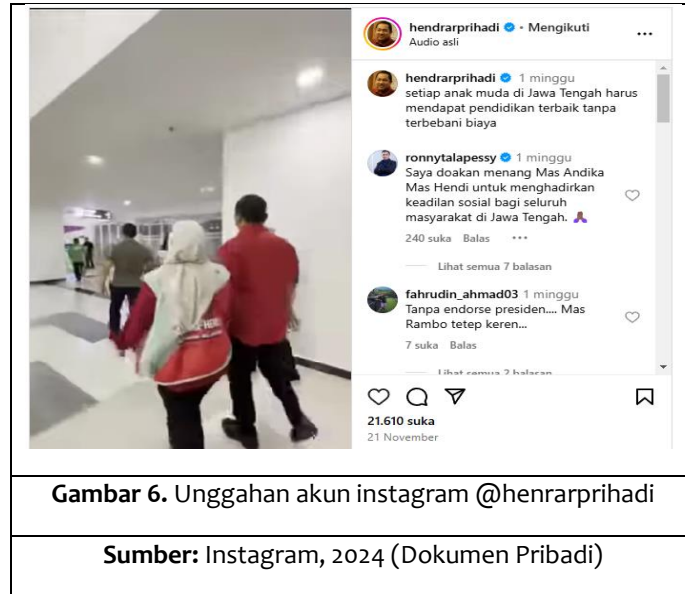 hendrarprihadi • Mengikuti
Audio asli
hendrarprihadi 1 minggu
setiap anak muda di Jawa Tengah harus
mendapat pendidikan terbaik tanpa
terbebani biaya
ronnytalapessy 1 minggu
Saya doakan menang Mas Andika
Mas Hendi untuk menghadirkan
keadilan sosial bagi seluruh
masyarakat di Jawa Tengah. 🙏🏾
240 suka Balas •••
Lihat semua 7 balasan
fahrudin_ahmad03 1 minggu
Tanpa endorse presiden.... Mas
Rambo tetep keren...
7 suka Balas
Lihat semua 2 balasan
21.610 suka
21 November
Gambar 6. Unggahan akun instagram @henrarprihadi
Sumber: Instagram, 2024 (Dokumen Pribadi)